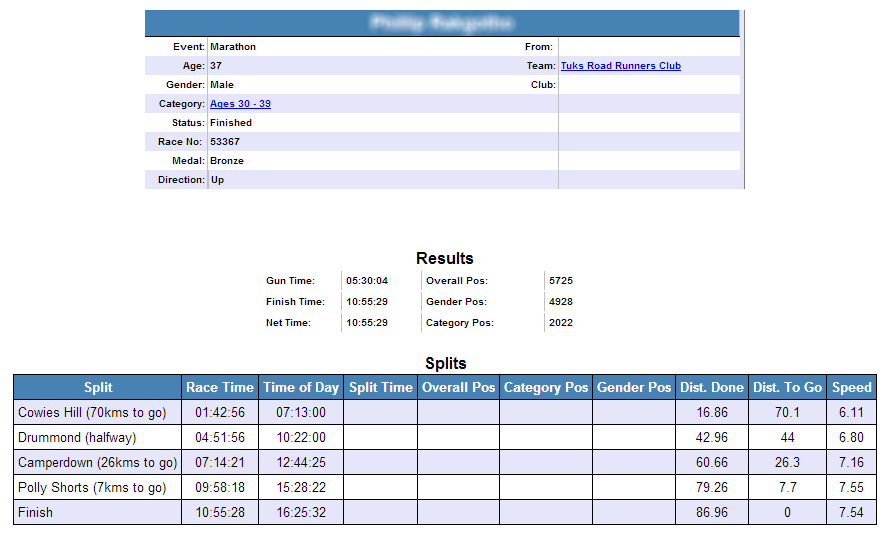 Event: Marathon From:
Age: 37 Team: Tuks Road Runners Club
Gender: Male Club:
Category: Ages 30 - 39
Status: Finished
Race No: 53367
Medal: Bronze
Direction: Up
Results
Gun Time: 05:30:04 Overall Pos: 5725
Finish Time: 10:55:29 Gender Pos: 4928
Net Time: 10:55:29 Category Pos: 2022
Splits
Split Race Time Time of Day Split Time Overall Pos Category Pos Gender Pos Dist. Done Dist. To Go Speed
Cowies Hill (70kms to go) 01:42:56 07:13:00 16.86 70.1 6.11
Drummond (halfway) 04:51:56 10:22:00 42.96 44 6.80
Camperdown (26kms to go) 07:14:21 12:44:25 60.66 26.3 7.16
Polly Shorts (7kms to go) 09:58:18 15:28:22 79.26 7.7 7.55
Finish 10:55:28 16:25:32 86.96 0 7.54